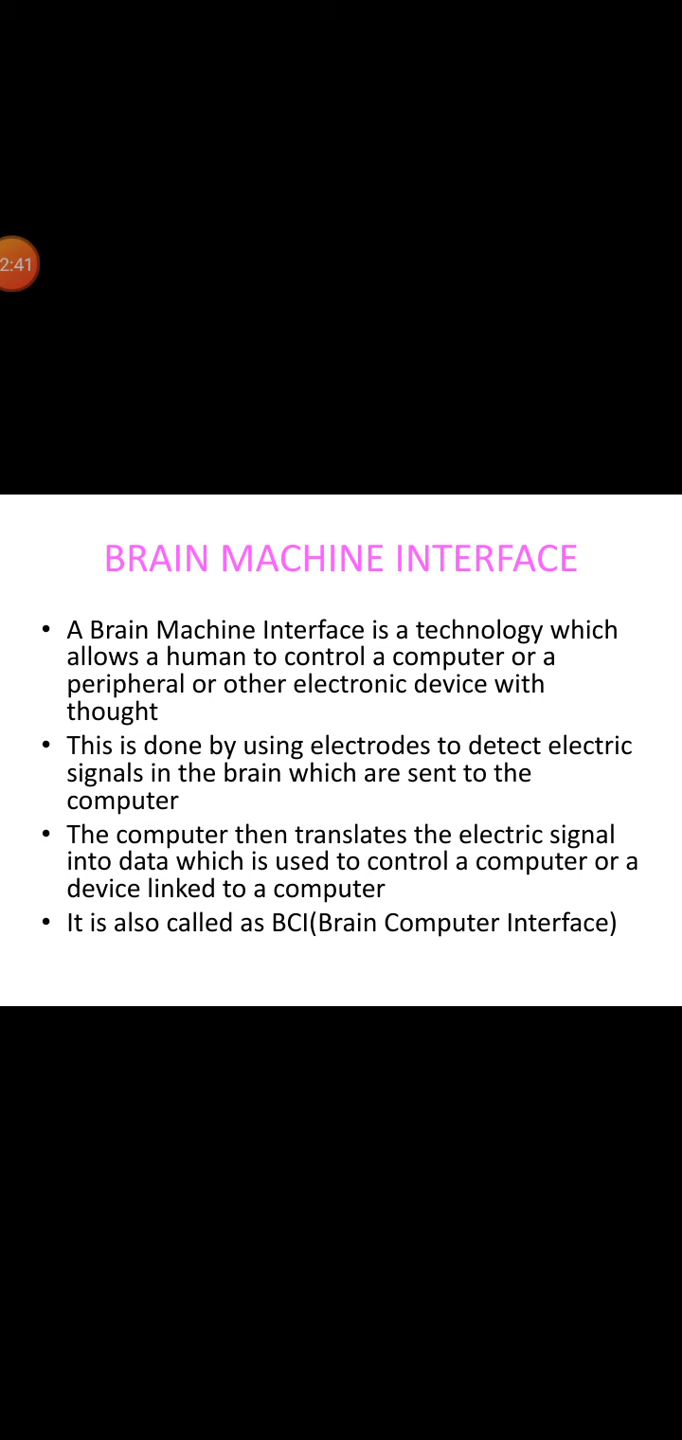 2:41
BRAIN MACHINE INTERFACE
• A Brain Machine Interface is a technology which
allows a human to control a computer or a
peripheral or other electronic device with
thought
• This is done by using electrodes to detect electric
signals in the brain which are sent to the
computer
• The computer then translates the electric signal
into data which is used to control a computer or a
device linked to a computer
• It is also called as BCI(Brain Computer Interface)